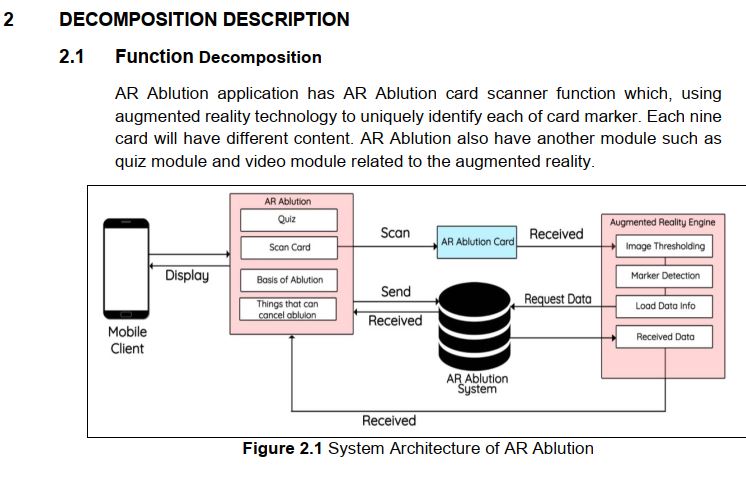 2 DECOMPOSITION DESCRIPTION
2.1 Function Decomposition
AR Ablution application has AR Ablution card scanner function which, using
augmented reality technology to uniquely identify each of card marker. Each nine
card will have different content. AR Ablution also have another module such as
quiz module and video module related to the augmented reality.
AR Ablution
Quiz
Scan Card
Basis of Ablution
Things that can
cancel abluion
Mobile
Client
Display
Scan
AR Ablution Card
Received
Send
Received
AR Ablution
System
Request Data
Augmented Reality Engine
Image Thresholding
Marker Detection
Load Data Info
Received Data
Received
Figure 2.1 System Architecture of AR Ablution